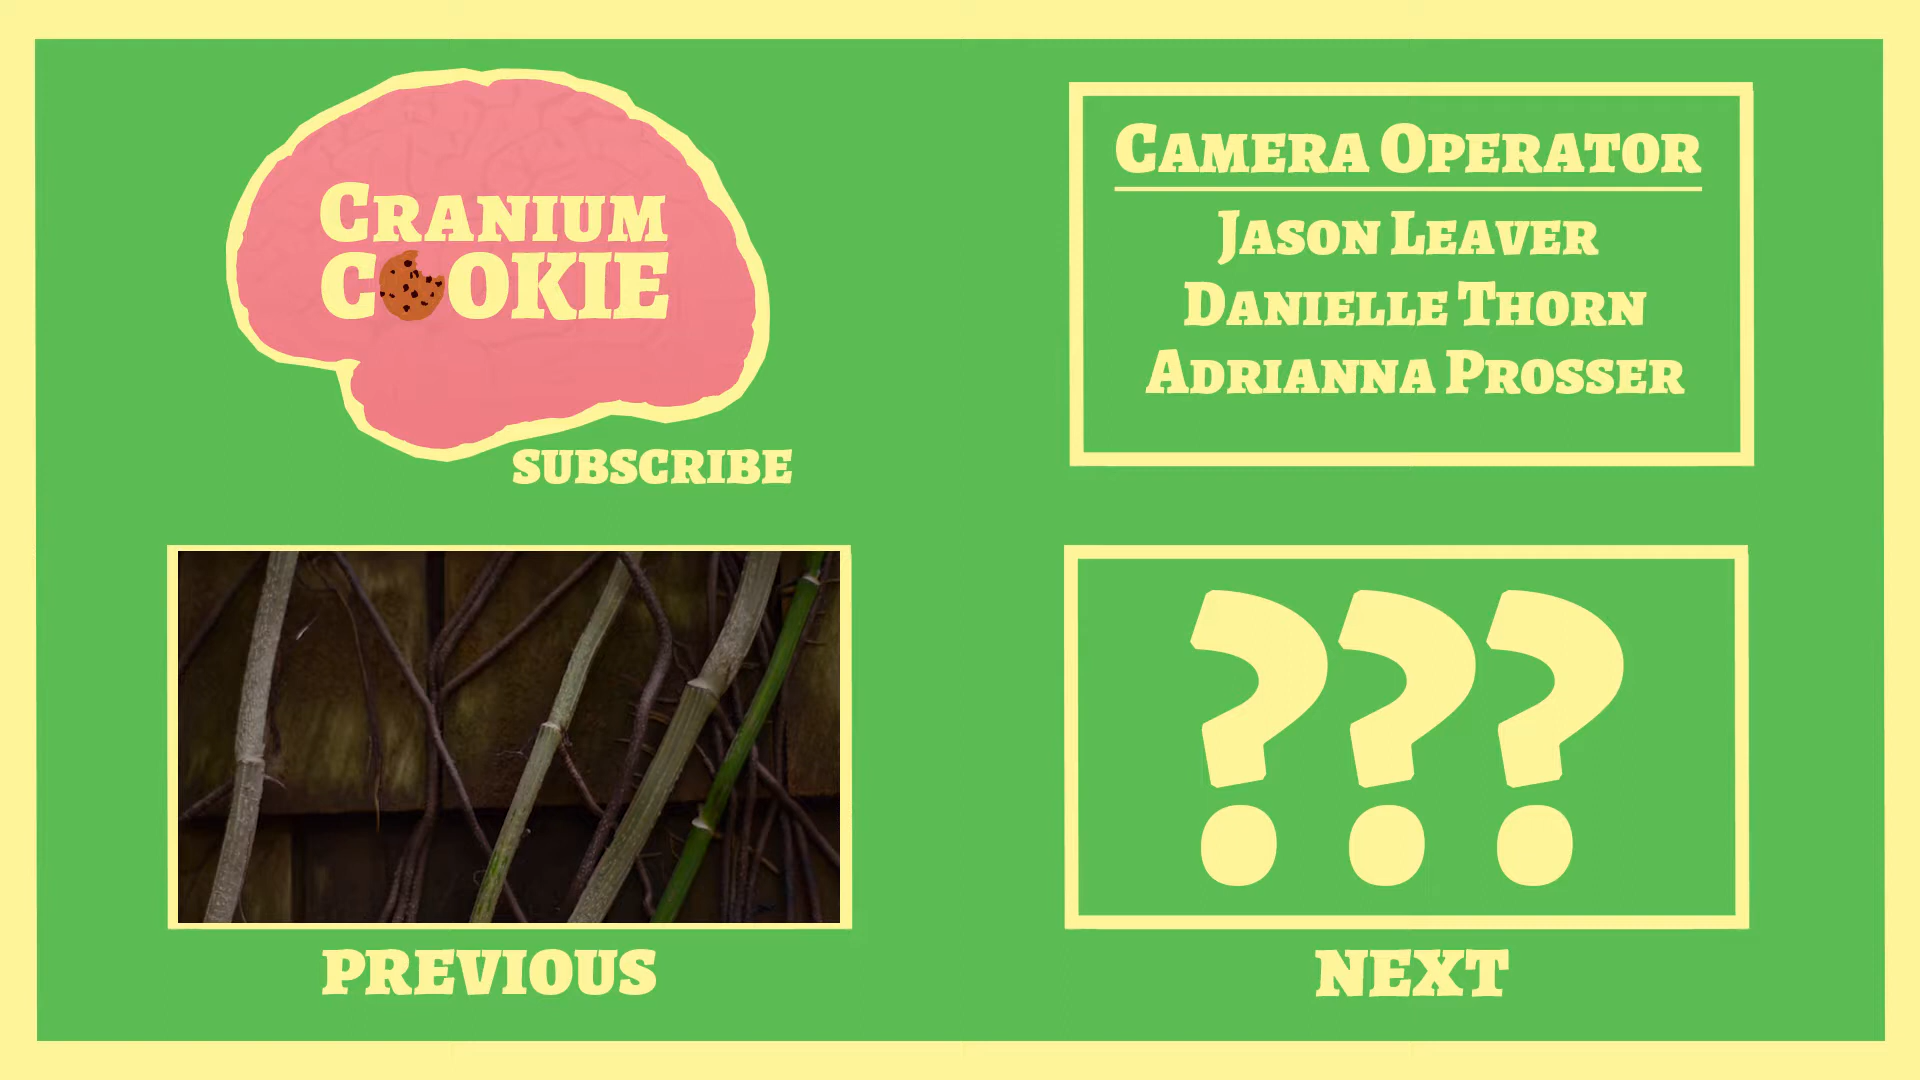 CRANIUM
COOKIE
SUBSCRIBE
CAMERA OPERATOR
JASON LEAVER
DANIELLE THORN
ADRIANNA PROSSER
PREVIOUS
???
NEXT